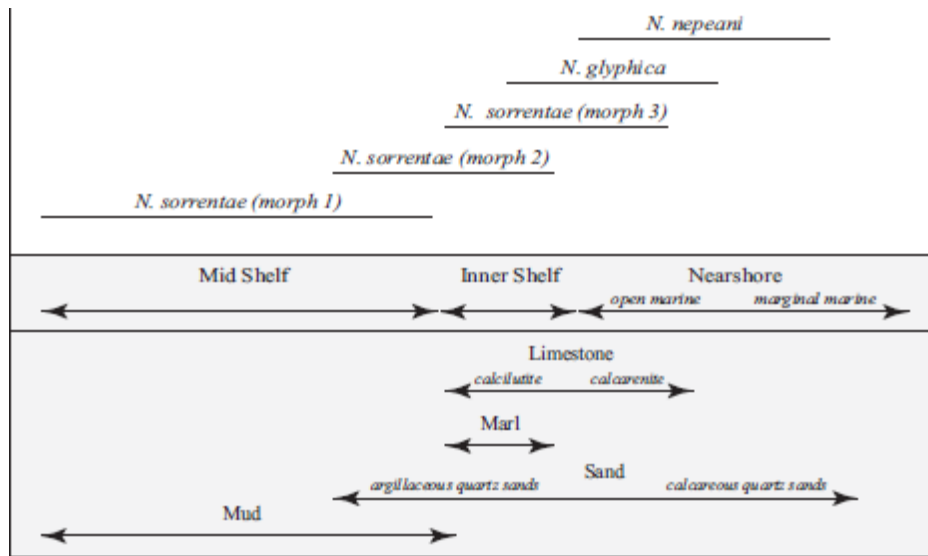 N. nepeani
N. glyphica
N. sorrentae (morph 3)
N. sorrentae (morph 2)
N. sorrentae (morph 1)
Mid Shelf Inner Shelf Nearshore
open marine marginal marine
Limestone
calcilutite calcarenite
Marl
Sand
argillaceous quartz sands calcareous quartz sands
Mud